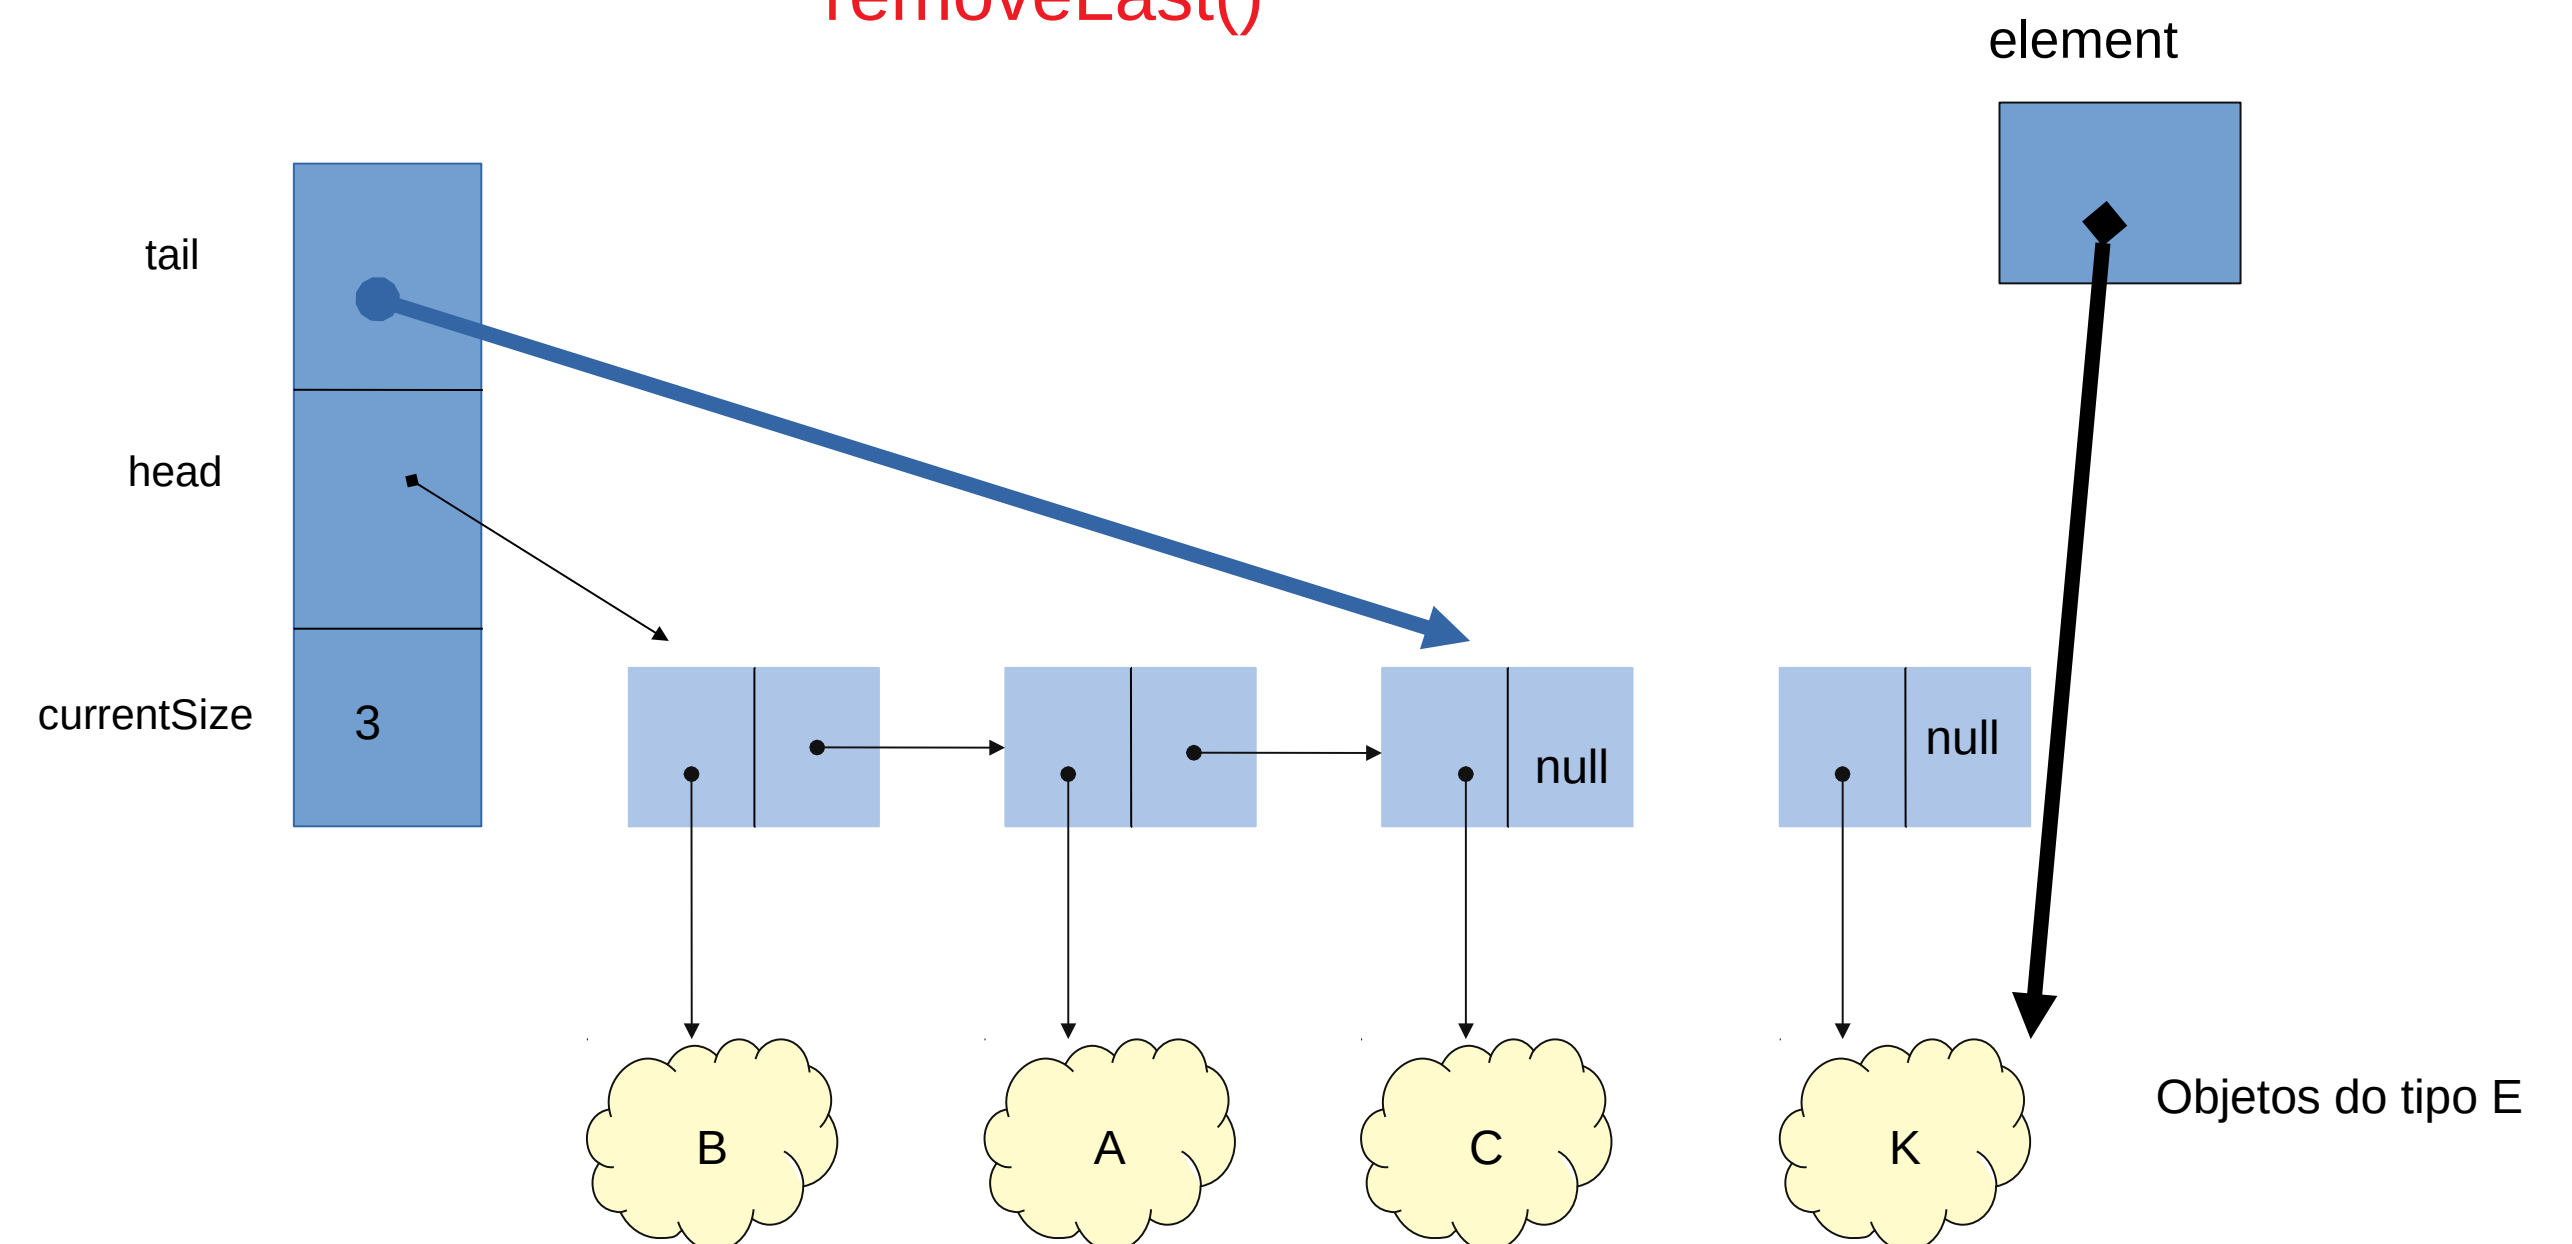 removeLast()
element
tail
head
currentSize
3
null
null
B
A
C
K
Objetos do tipo E